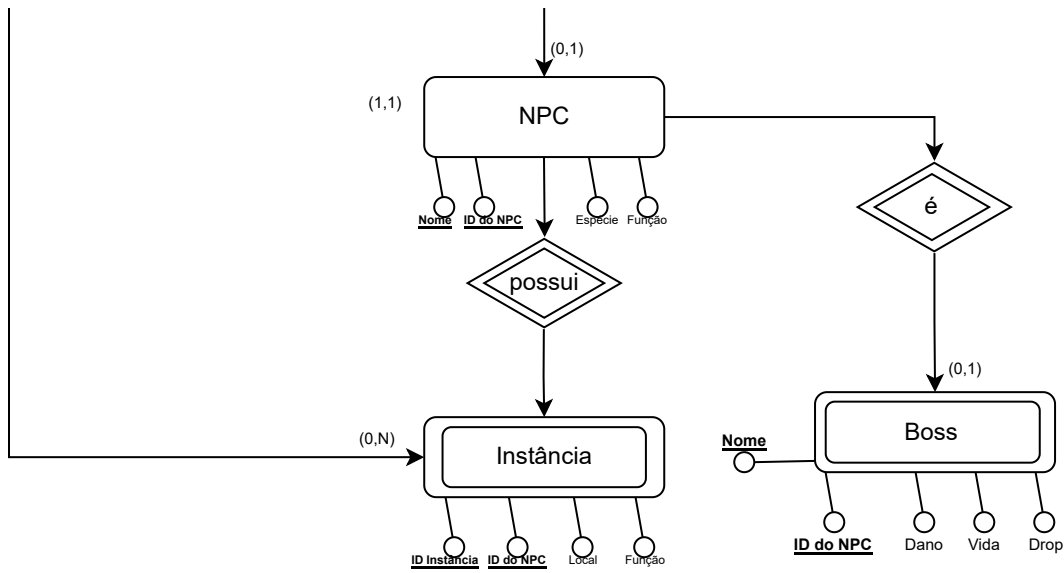 (0,1)
(1,1)
NPC
Nome
ID do NPC
Espécie
Função
é
possui
(0,1)
(0,N)
Instância
Boss
Nome
ID Instância
ID do NPC
Local
Função
ID do NPC
Dano
Vida
Drop